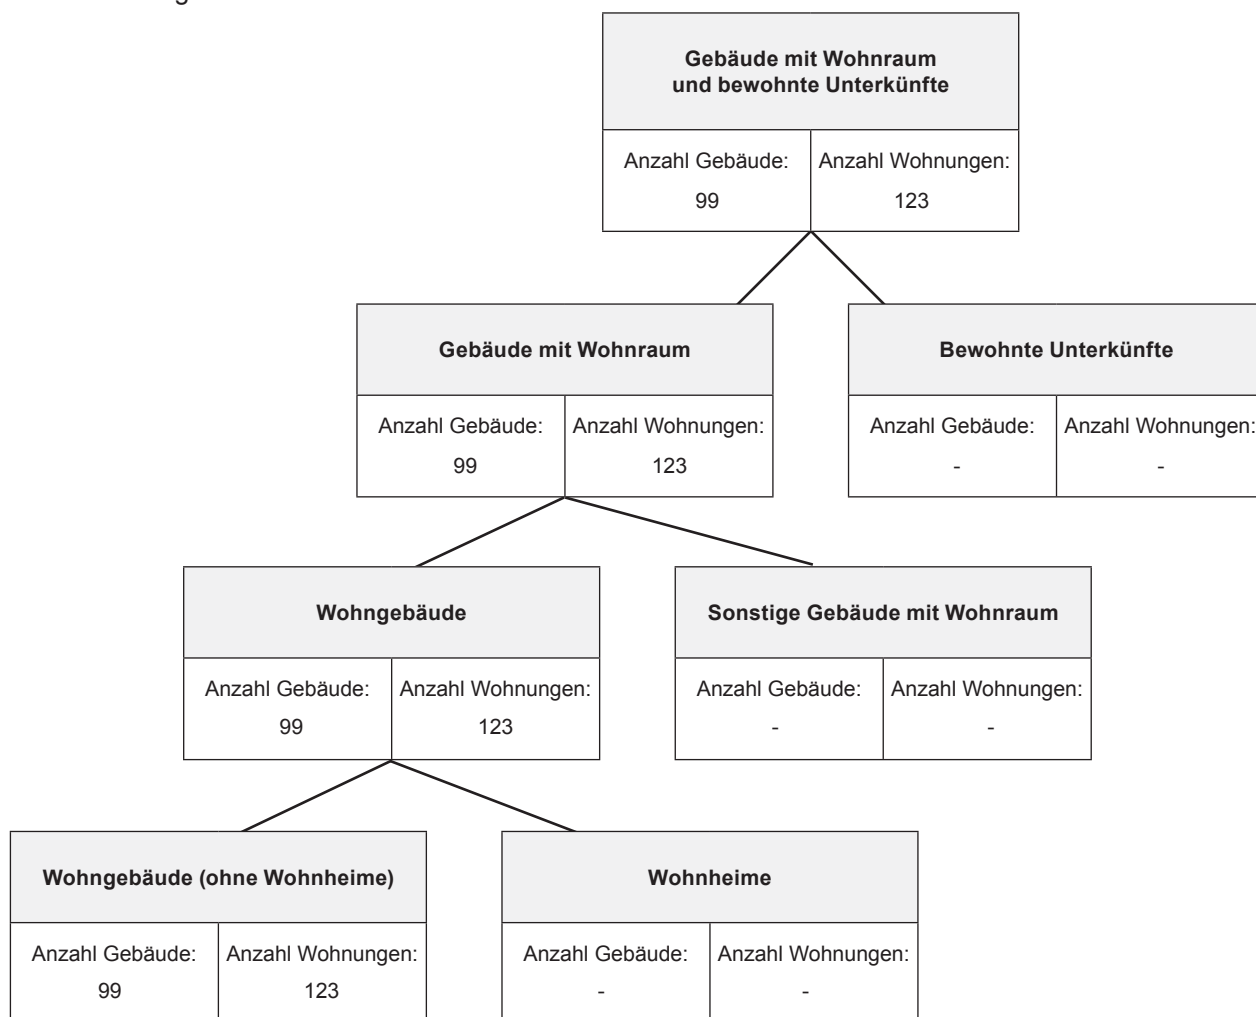 Gebäude mit Wohnraum
und bewohnte Unterkünfte
Anzahl Gebäude: Anzahl Wohnungen:
99 123
Gebäude mit Wohnraum
Anzahl Gebäude: Anzahl Wohnungen:
99 123
Bewohnte Unterkünfte
Anzahl Gebäude: Anzahl Wohnungen:
- -
Wohngebäude
Anzahl Gebäude: Anzahl Wohnungen:
99 123
Sonstige Gebäude mit Wohnraum
Anzahl Gebäude: Anzahl Wohnungen:
- -
Wohngebäude (ohne Wohnheime)
Anzahl Gebäude: Anzahl Wohnungen:
99 123
Wohnheime
Anzahl Gebäude: Anzahl Wohnungen:
- -